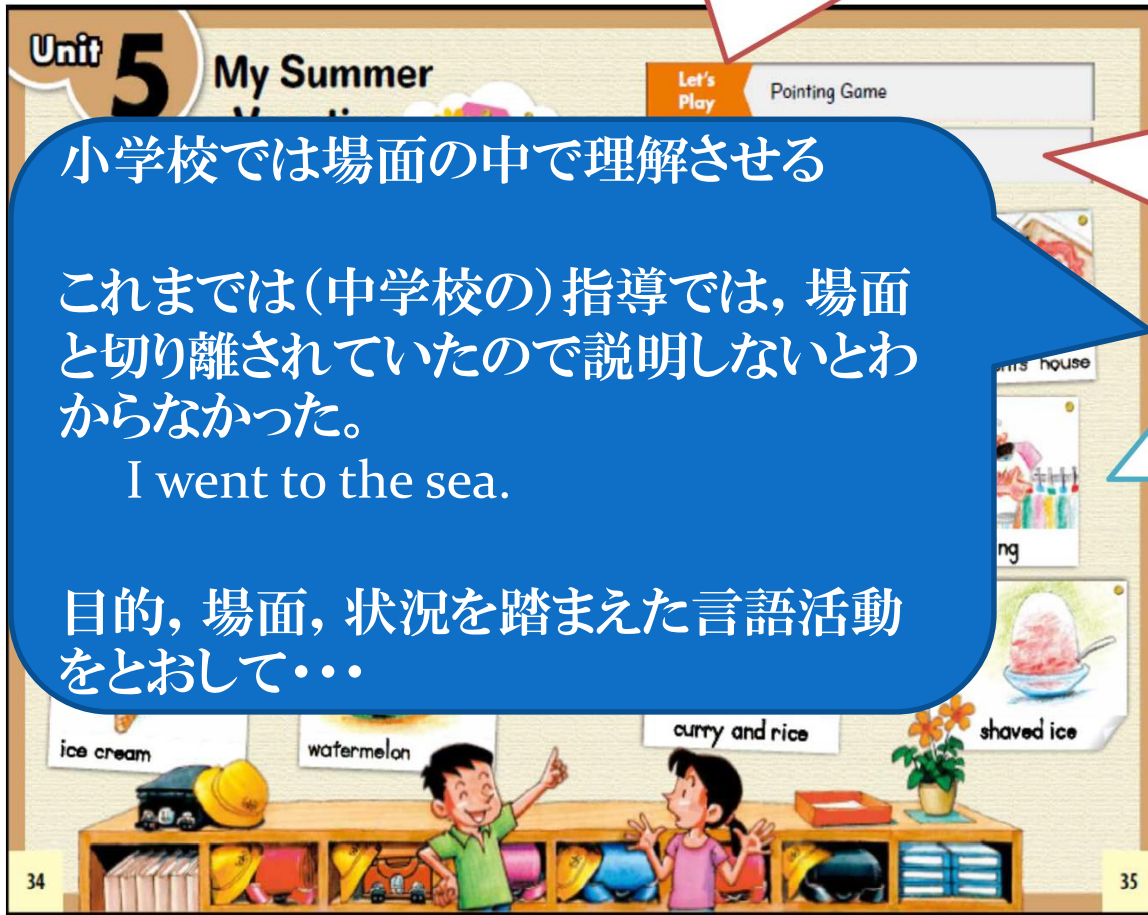 Unit 5
My Summer
Let's
Play
Pointing Game
小学校では場面の中で理解させる
これまでは（中学校の）指導では，場面
と切り離されていたので説明しないとわ
からなかった。
I went to the sea.
目的，場面，状況を踏まえた言語活動
をとおして・・・
house
ice cream
watermelon
curry and rice
shaved ice
34
35